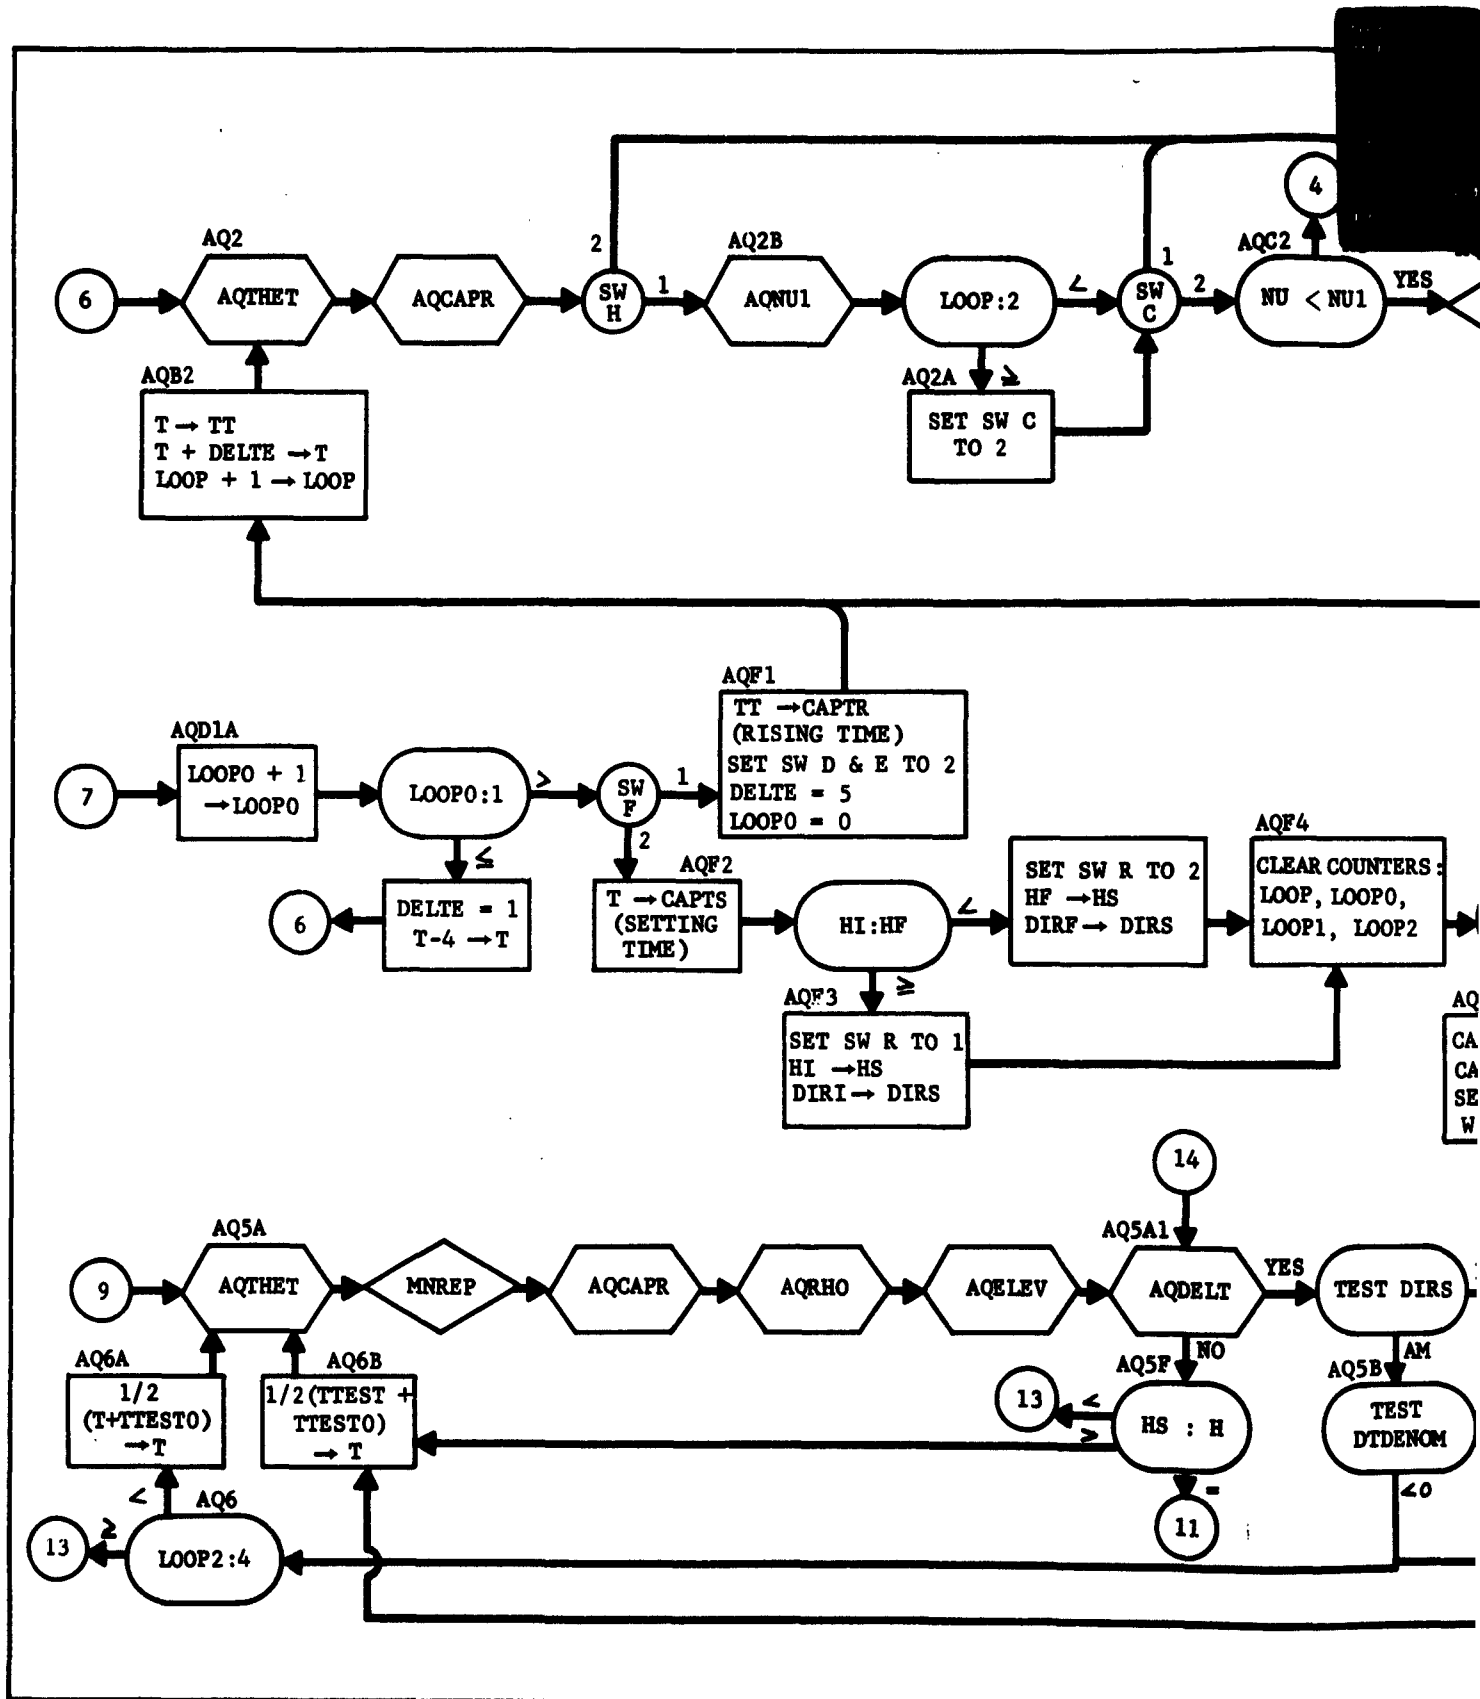 4
AQ2
2
AQ2B
1
AQC2
6
AQTHET
AQCAPR
SW
H
1
AQNU1
LOOP:2
<
SW
C
2
NU < NU1
YES
AQB2
T → TT
T + DELTE → T
LOOP + 1 → LOOP
AQ2A
≥
SET SW C
TO 2
AQF1
TT → CAPTR
(RISING TIME)
SET SW D & E TO 2
DELTE = 5
LOOP0 = 0
AQD1A
7
LOOP0 + 1
→ LOOP0
LOOP0:1
>
SW
F
1
2
≤
6
DELTE = 1
T-4 → T
AQF2
T → CAPTS
(SETTING
TIME)
HI:HF
<
SET SW R TO 2
HF → HS
DIRF → DIRS
AQF4
CLEAR COUNTERS:
LOOP, LOOP0,
LOOP1, LOOP2
≥
AQF3
SET SW R TO 1
HI → HS
DIRI → DIRS
AQ
CA
CA
SE
W
14
AQ5A
AQ5A1
9
AQTHET
MNREP
AQCAPR
AQRHO
AQELEV
AQDELT
YES
TEST DIRS
NO
AM
AQ6A
1/2
(T+TTEST0)
→ T
AQ6B
1/2(TTEST +
TTEST0)
→ T
AQ5F
13
<
>
HS : H
=
11
AQ5B
TEST
DTDENOM
<0
<
AQ6
13
≥
LOOP2:4